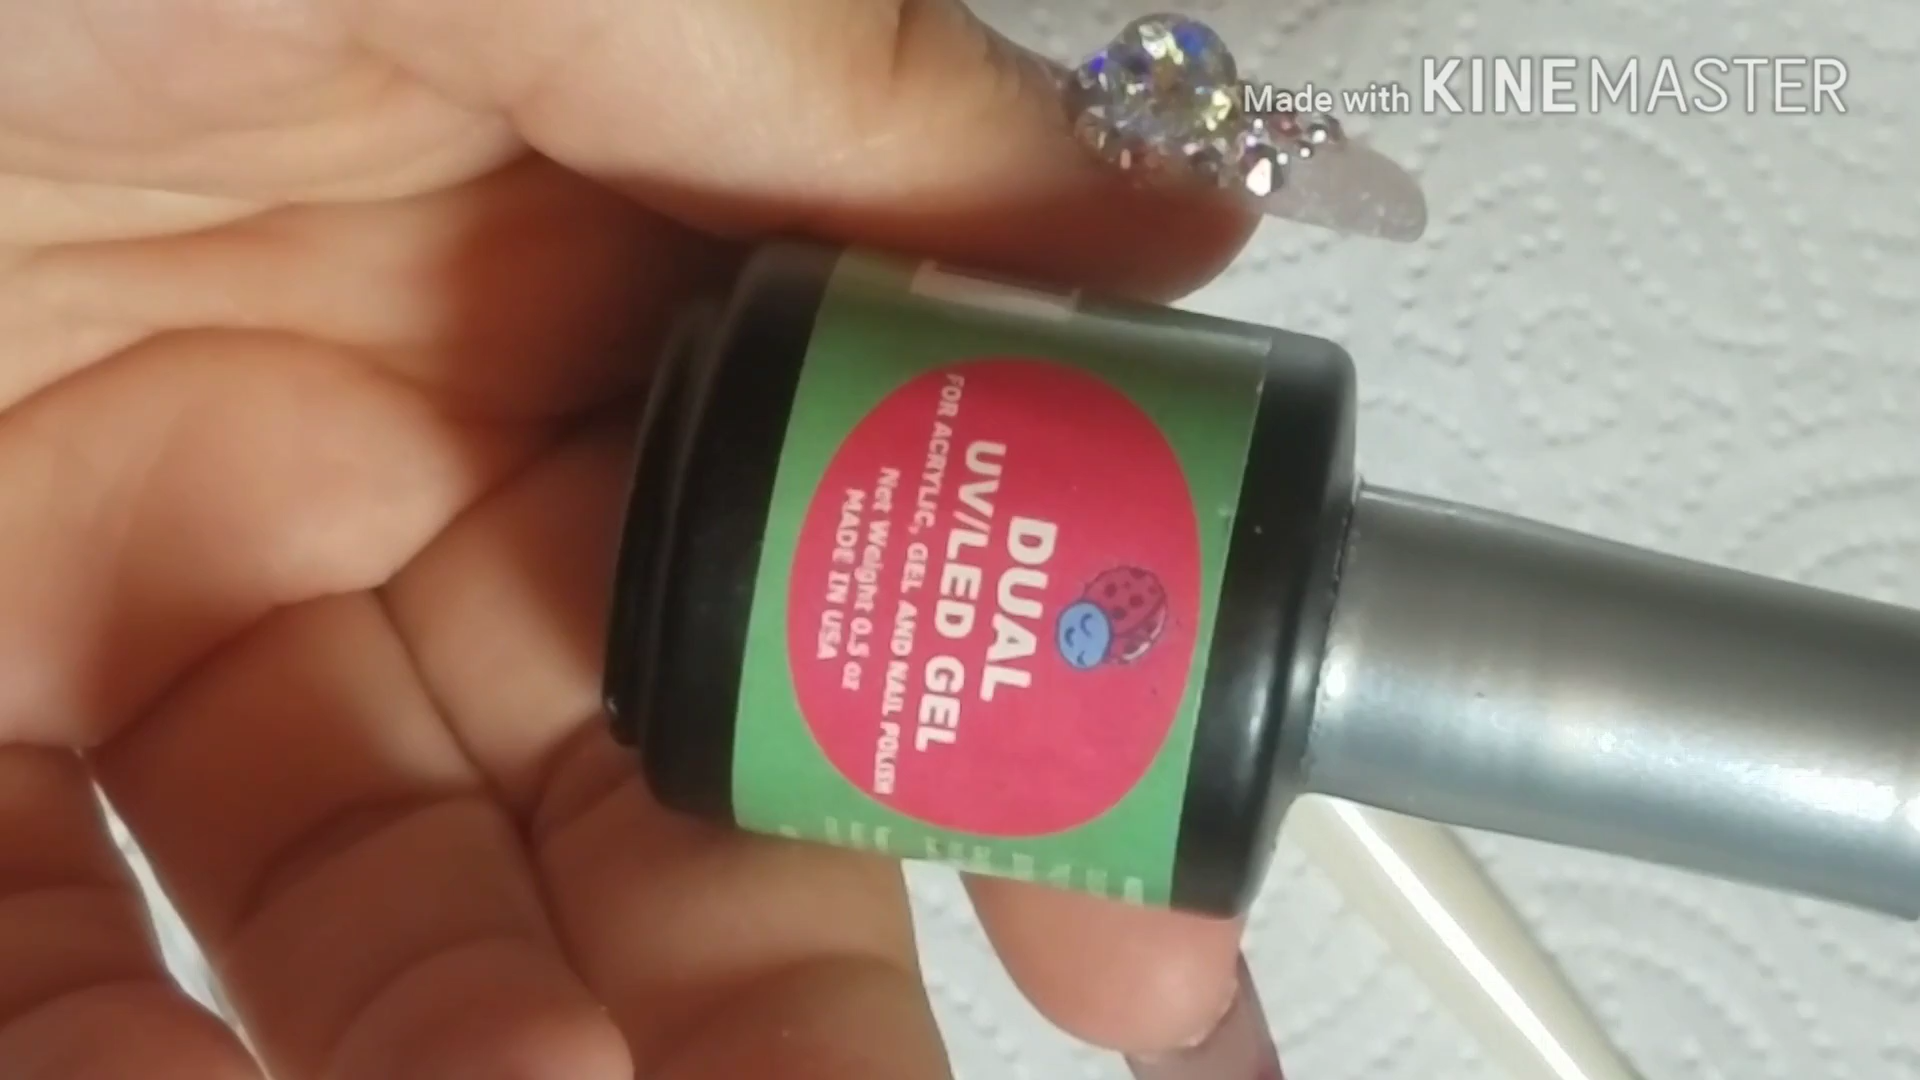 Made with KINEMASTER
DUAL
UV/LED GEL
FOR ACRYLIC, GEL AND NAIL POLISH
Net Weight 0.5 oz
MADE IN USA